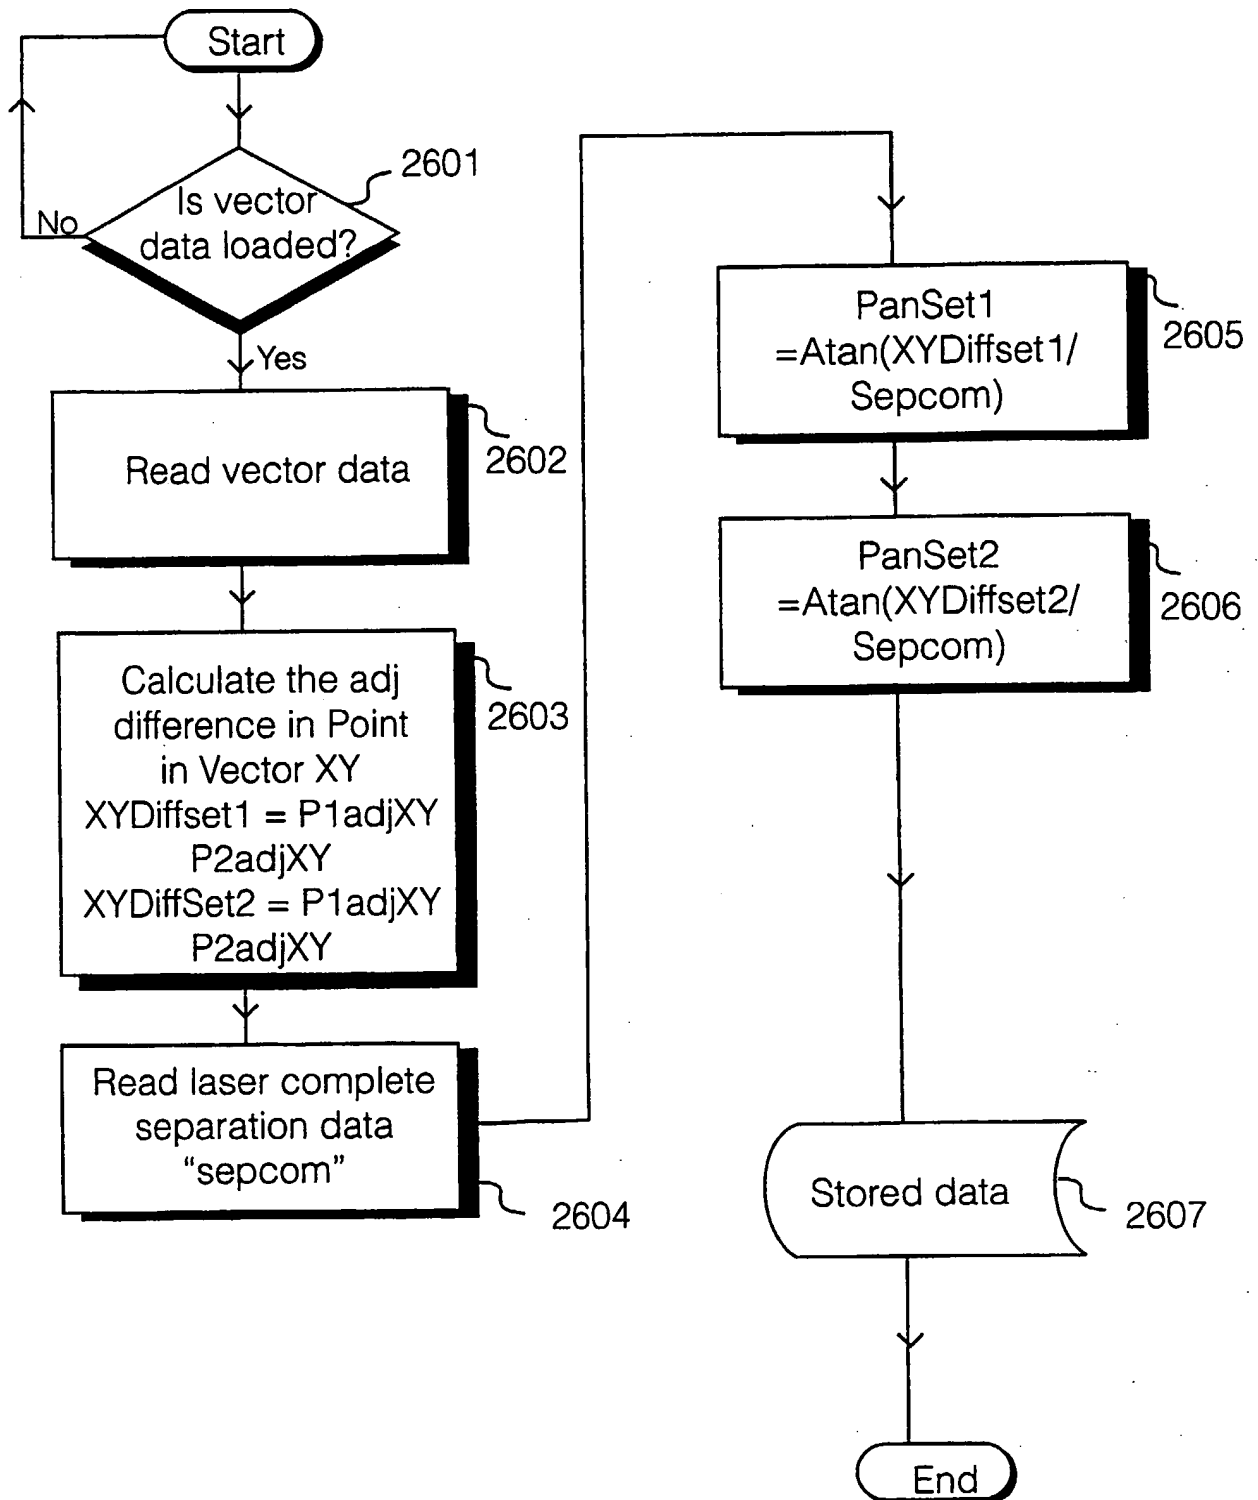 Start
2601
Is vector
data loaded?
No
Yes
Read vector data
2602
Calculate the adj
difference in Point
in Vector XY
XYDiffset1 = P1adjXY
P2adjXY
XYDiffSet2 = P1adjXY
P2adjXY
2603
Read laser complete
separation data
“sepcom”
2604
PanSet1
=Atan(XYDiffset1/
Sepcom)
2605
PanSet2
=Atan(XYDiffset2/
Sepcom)
2606
Stored data
2607
End